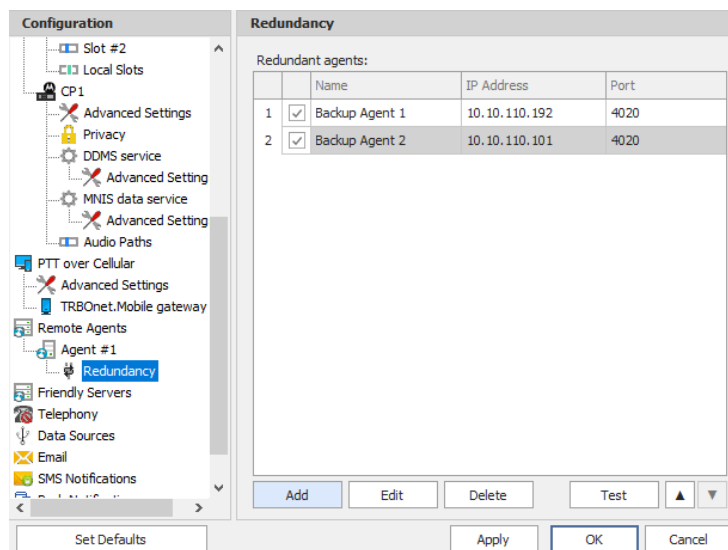 Configuration
Slot #2
Local Slots
CP1
Advanced Settings
Privacy
DDMS service
Advanced Setting
MNIS data service
Advanced Setting
Audio Paths
PTT over Cellular
Advanced Settings
TRBOnet.Mobile gateway
Remote Agents
Agent #1
Redundancy
Friendly Servers
Telephony
Data Sources
Email
SMS Notifications
Redundancy
Redundant agents:
Name IP Address Port
1 Backup Agent 1 10.10.110.192 4020
2 Backup Agent 2 10.10.110.101 4020
Add Edit Delete Test
Set Defaults Apply OK Cancel